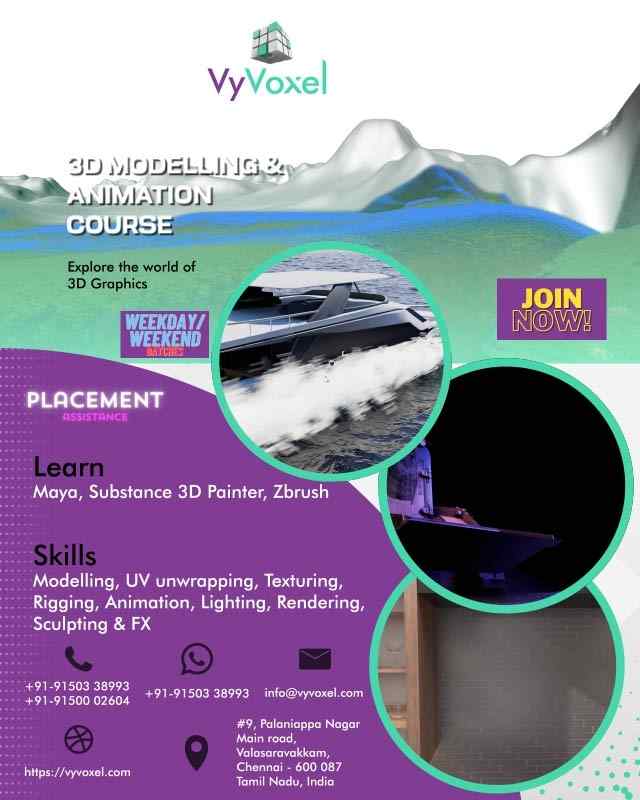 VyVoxel
3D MODELLING &
ANIMATION
COURSE
Explore the world of
3D Graphics
WEEKDAY/
WEEKEND
BATCHES
JOIN
NOW!
PLACEMENT
ASSISTANCE
Learn
Maya, Substance 3D Painter, Zbrush
Skills
Modelling, UV unwrapping, Texturing,
Rigging, Animation, Lighting, Rendering,
Sculpting & FX
+91-91503 38993
+91-91500 02604
+91-91503 38993
info@vyvoxel.com
https://vyvoxel.com
#9, Palaniappa Nagar
Main road,
Valasaravakkam,
Chennai - 600 087
Tamil Nadu, India